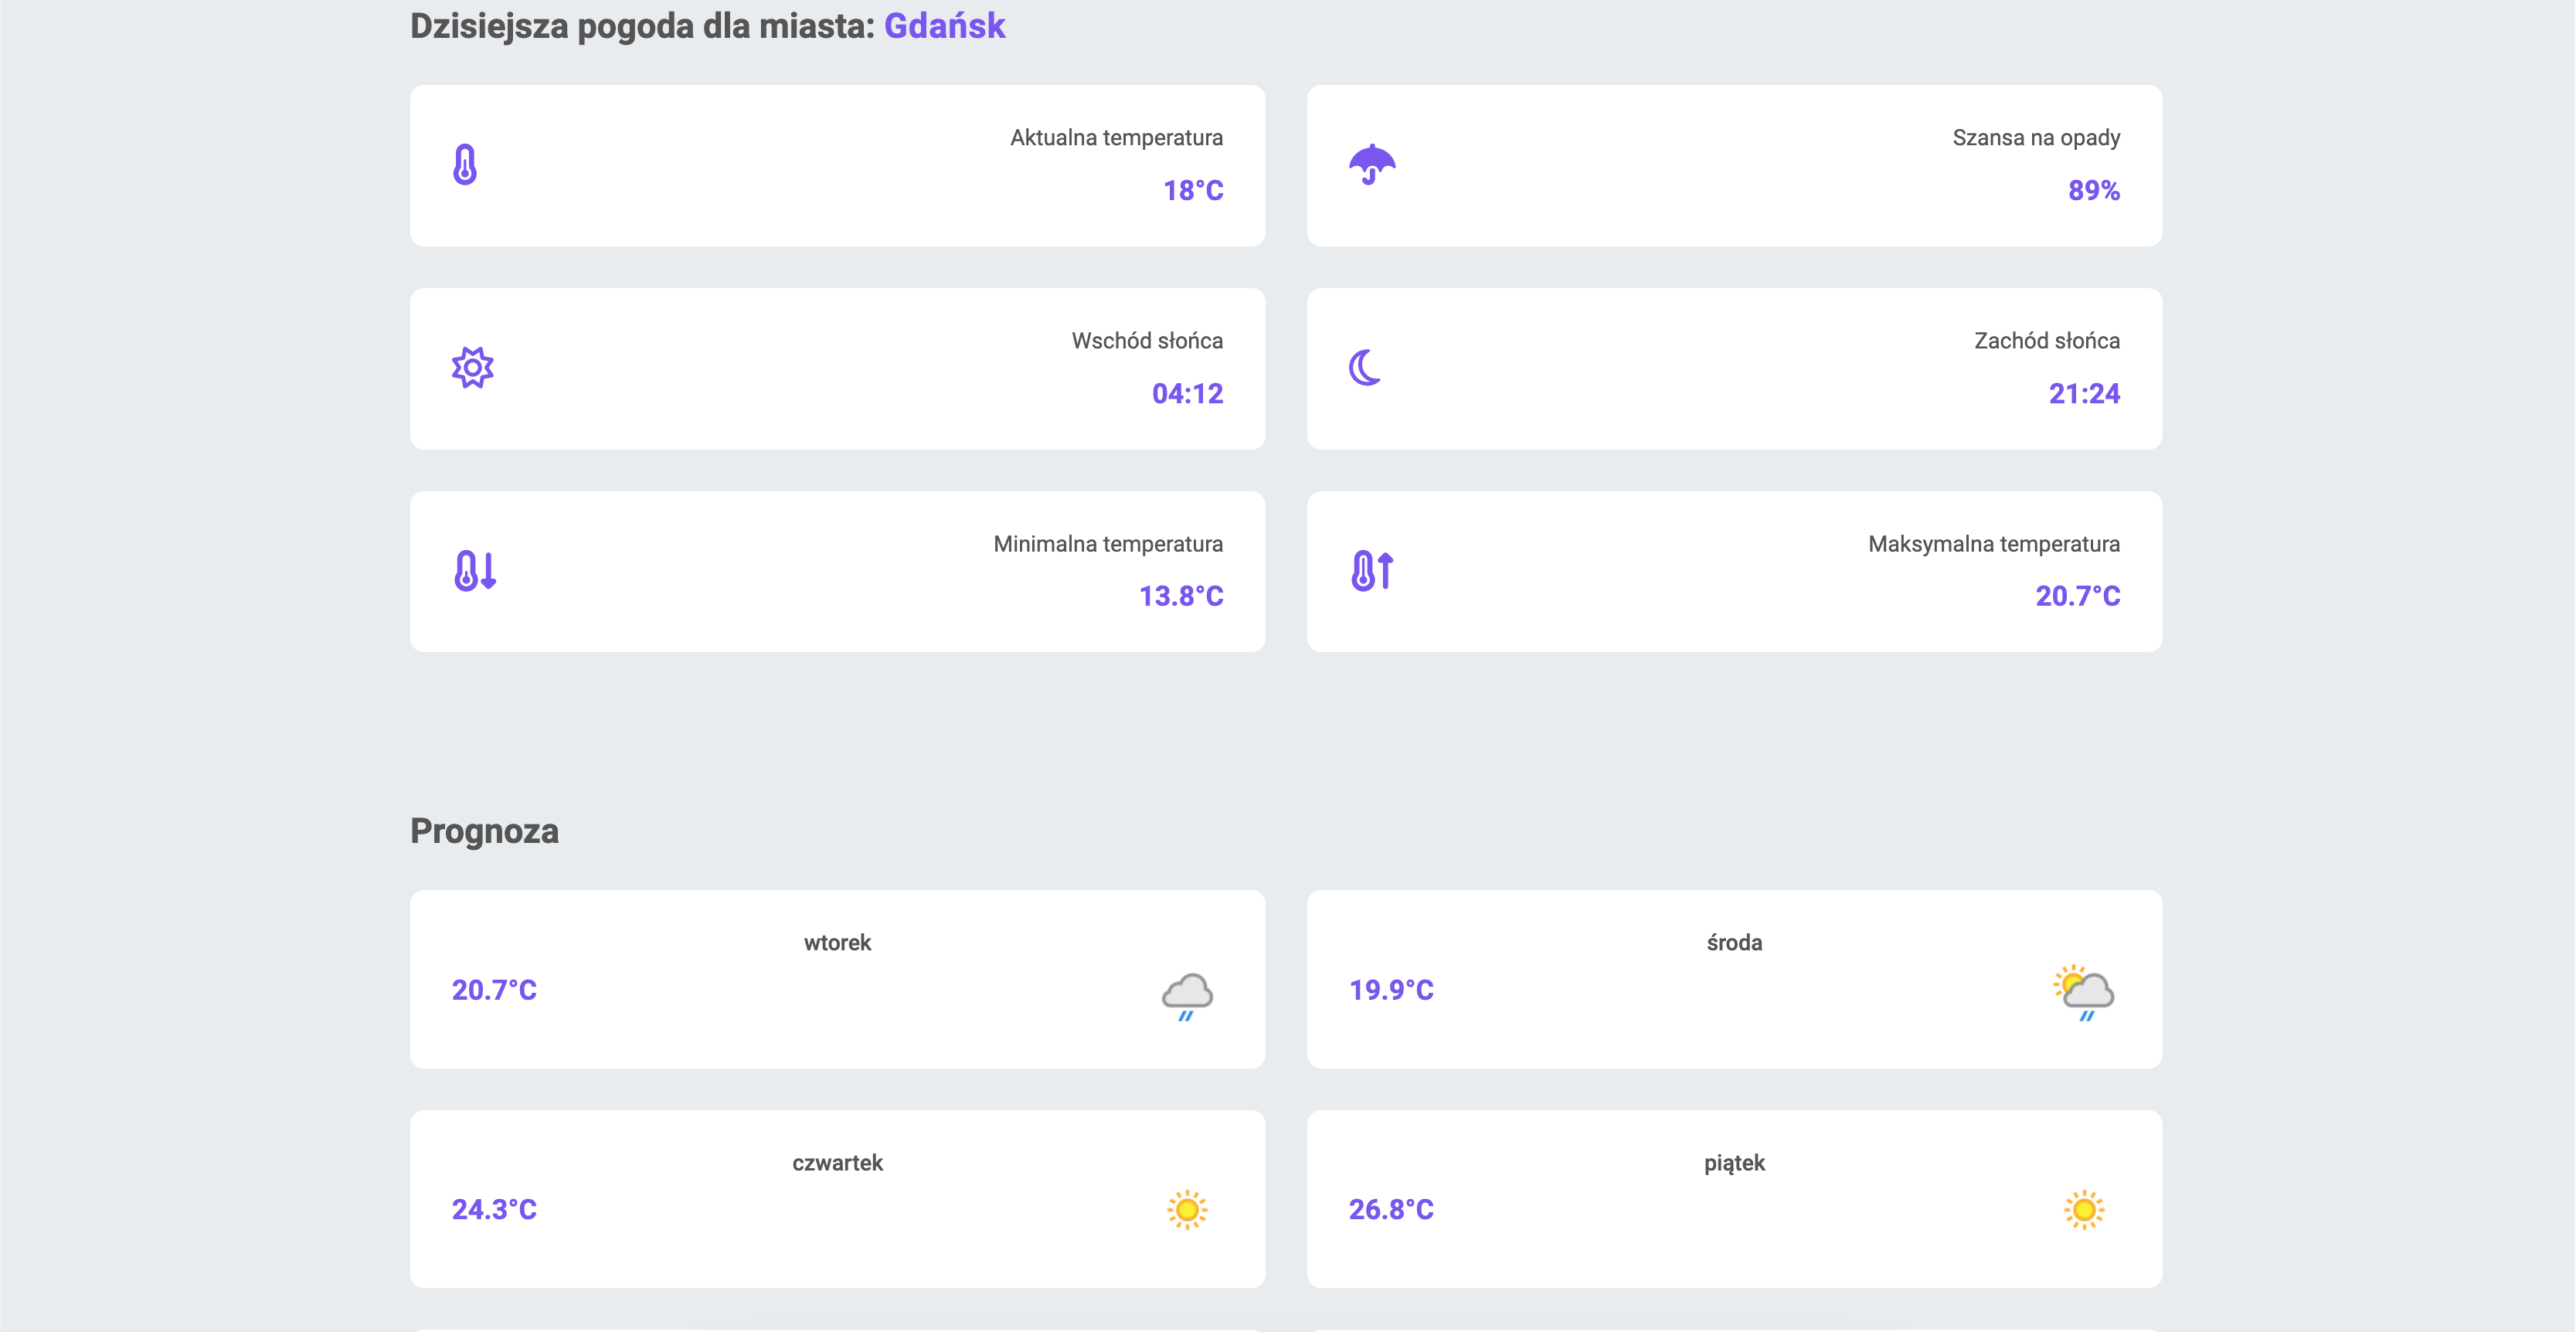 Dzisiejsza pogoda dla miasta: Gdańsk
Aktualna temperatura
18°C
Szansa na opady
89%
Wschód słońca
04:12
Zachód słońca
21:24
Minimalna temperatura
13.8°C
Maksymalna temperatura
20.7°C
Prognoza
wtorek
20.7°C
środa
19.9°C
czwartek
24.3°C
piątek
26.8°C